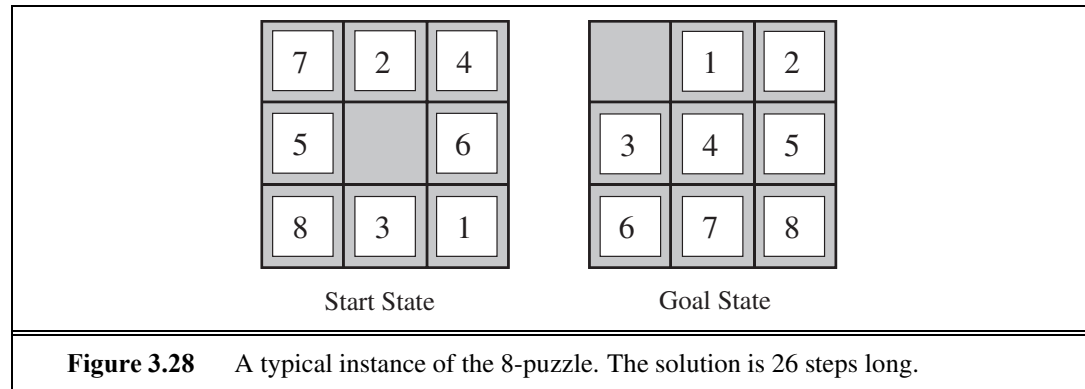 7 2 4
1 2
5 6
3 4 5
8 3 1
6 7 8
Start State
Goal State
Figure 3.28 A typical instance of the 8-puzzle. The solution is 26 steps long.